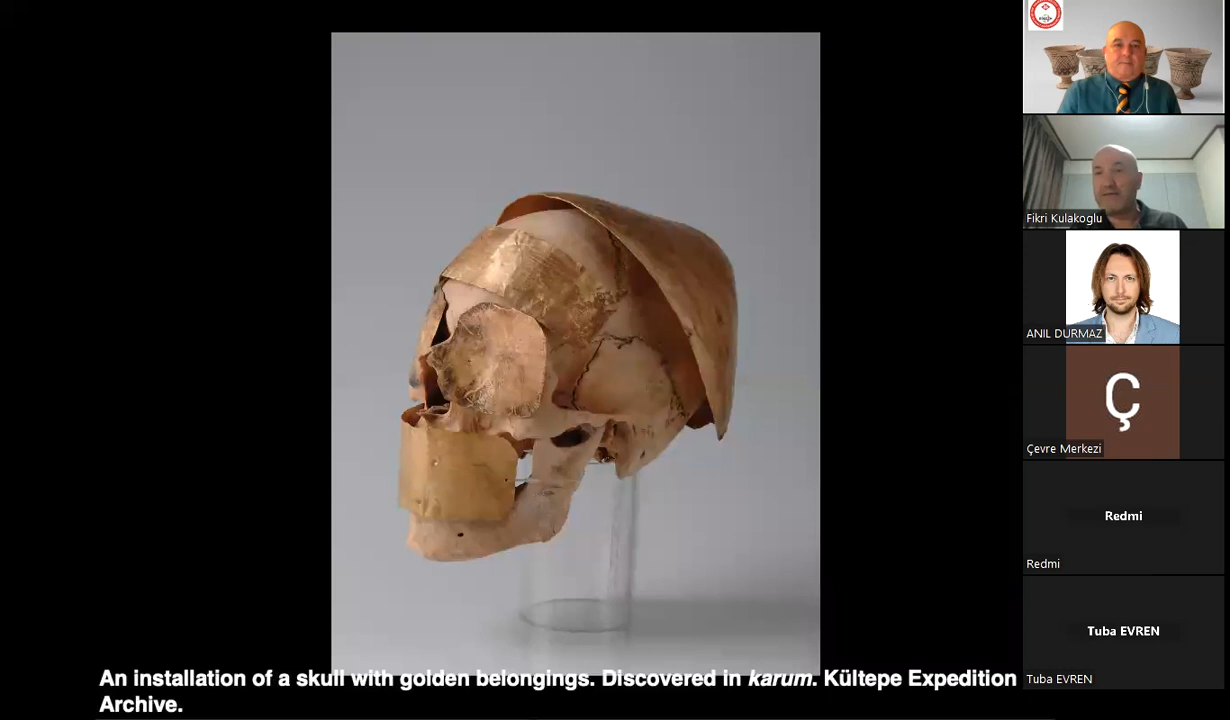 An installation of a skull with golden belongings. Discovered in karum. Kültepe Expedition
Archive.
Fikri Kulakoglu
ANIL DURMAZ
Ç
Çevre Merkezi
Redmi
Redmi
Tuba EVREN
Tuba EVREN